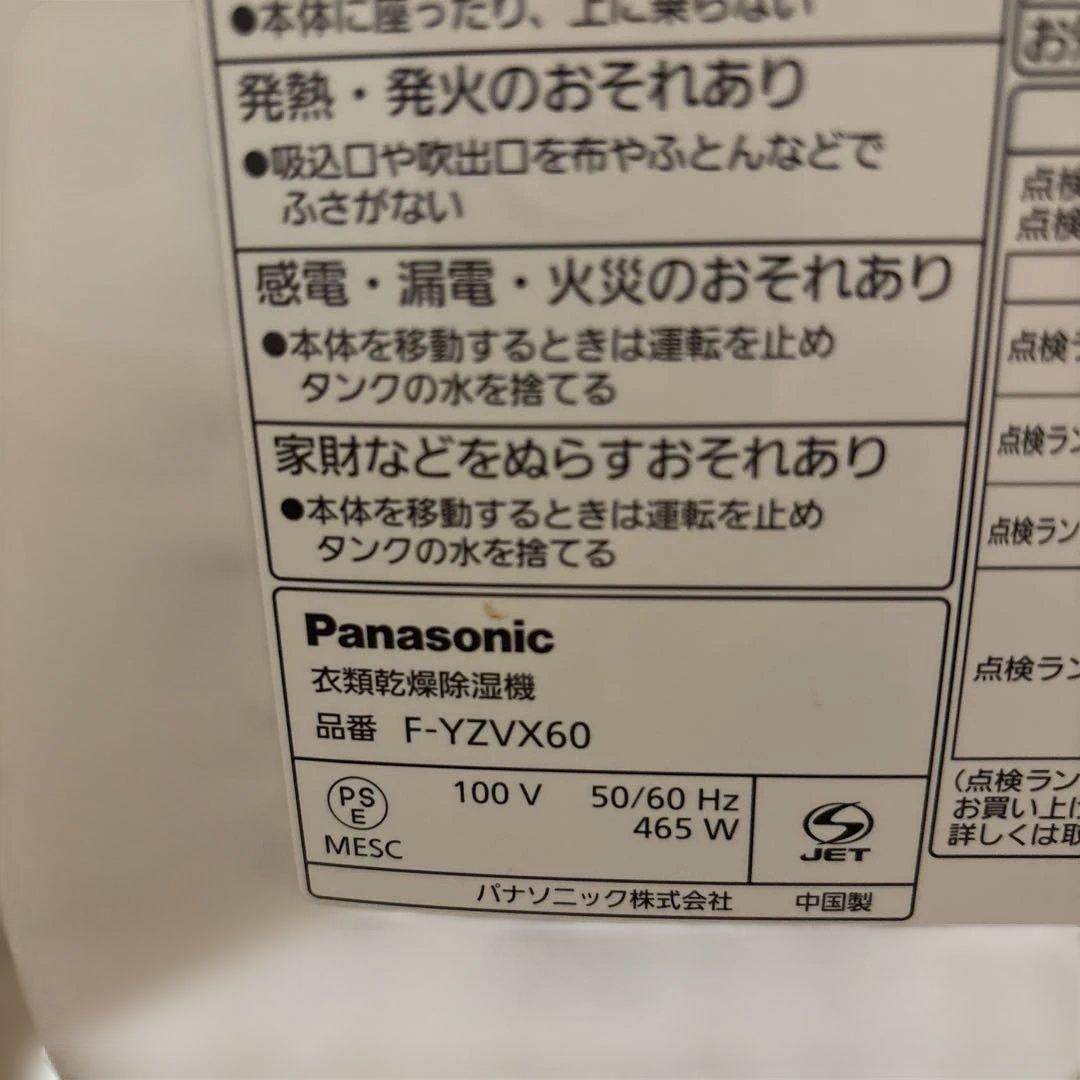 ●本体に座ったり、上に乗らない
発熱・発火のおそれあり
●吸込口や吹出口を布やふとんなどで
ふさがない
感電・漏電・火災のおそれあり
●本体を移動するときは運転を止め
タンクの水を捨てる
家財などをぬらすおそれあり
●本体を移動するときは運転を止め
タンクの水を捨てる
Panasonic
衣類乾燥除湿機
品番 F-YZVX60
PS
E
MESC
100 V 50/60 Hz
465 W
JET
パナソニック株式会社 中国製
お
点検
点検
点検
点検ラン
点検ラン
点検ラン
(点検ラン
お買い上げ
詳しくは取